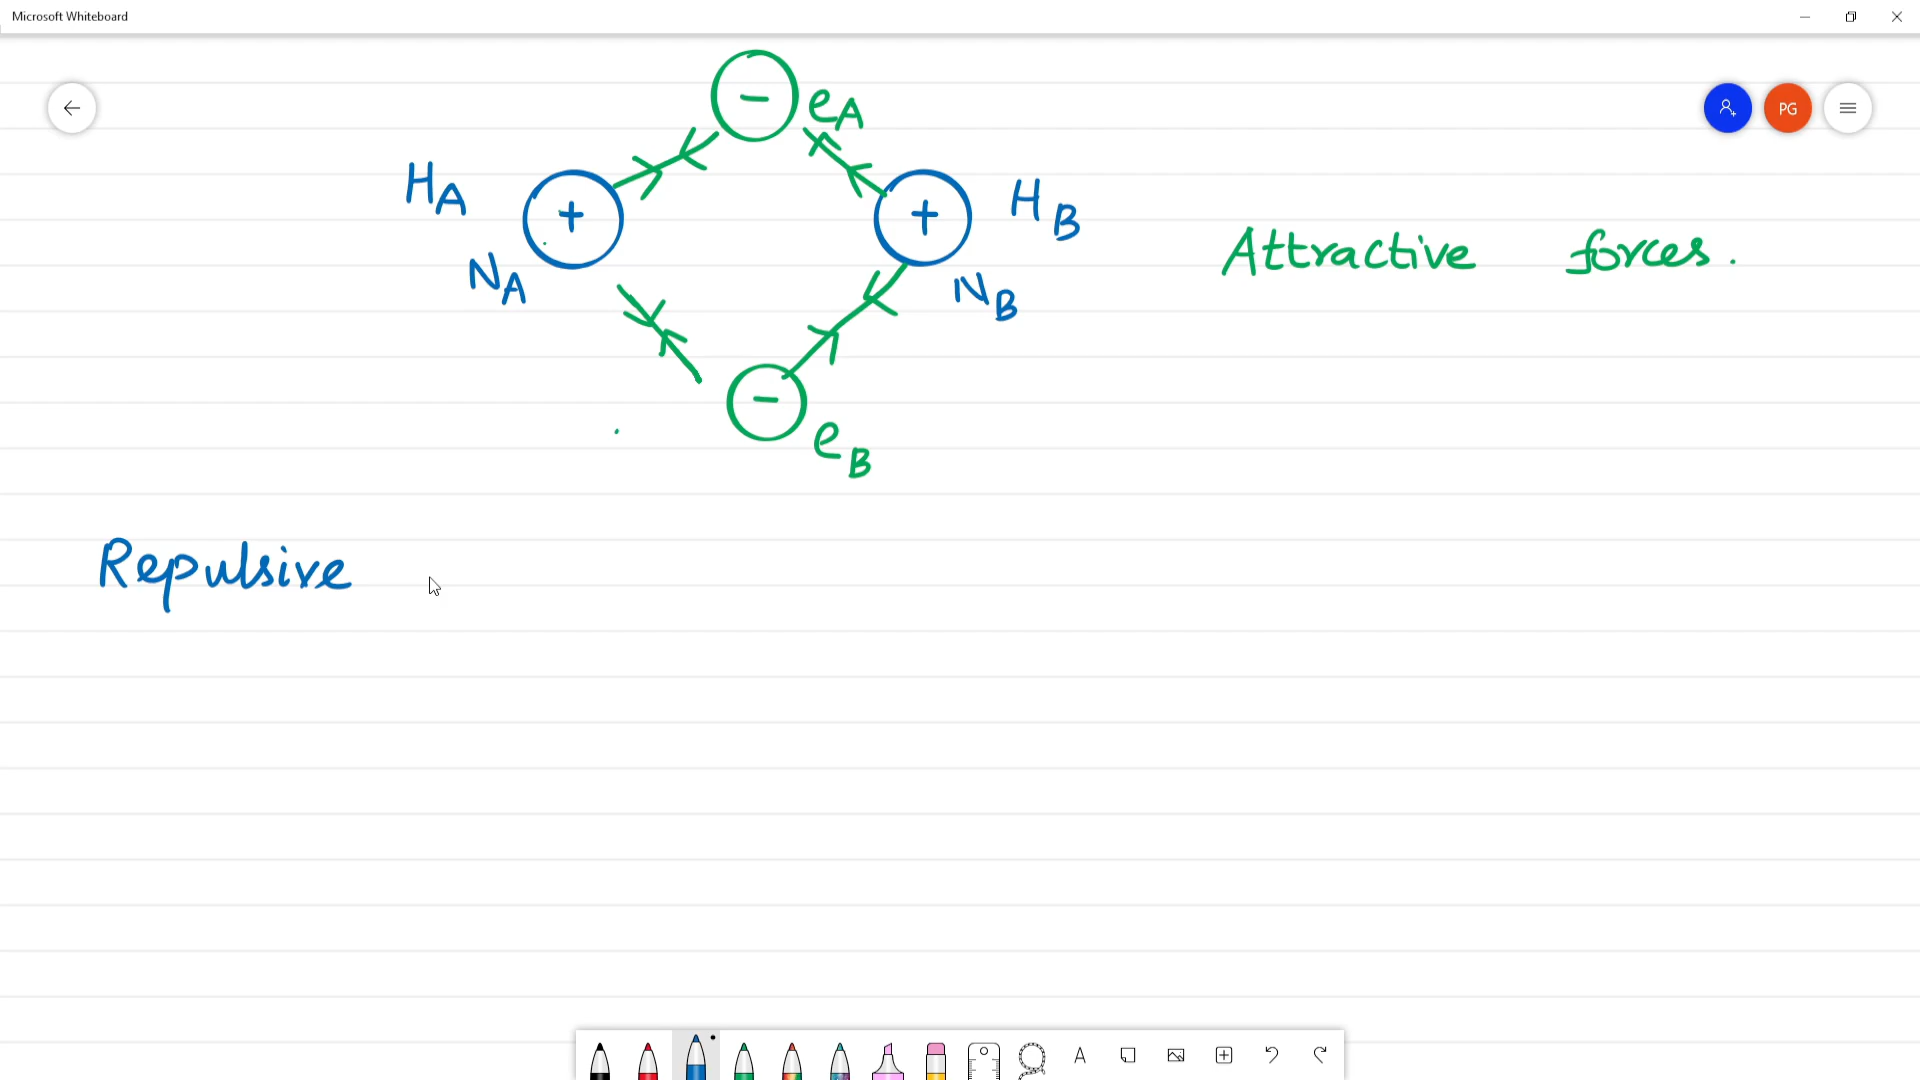 Microsoft Whiteboard
− eA
PG
HA + + HB
Attractive forces.
NA NB
− eB
Repulsive
A